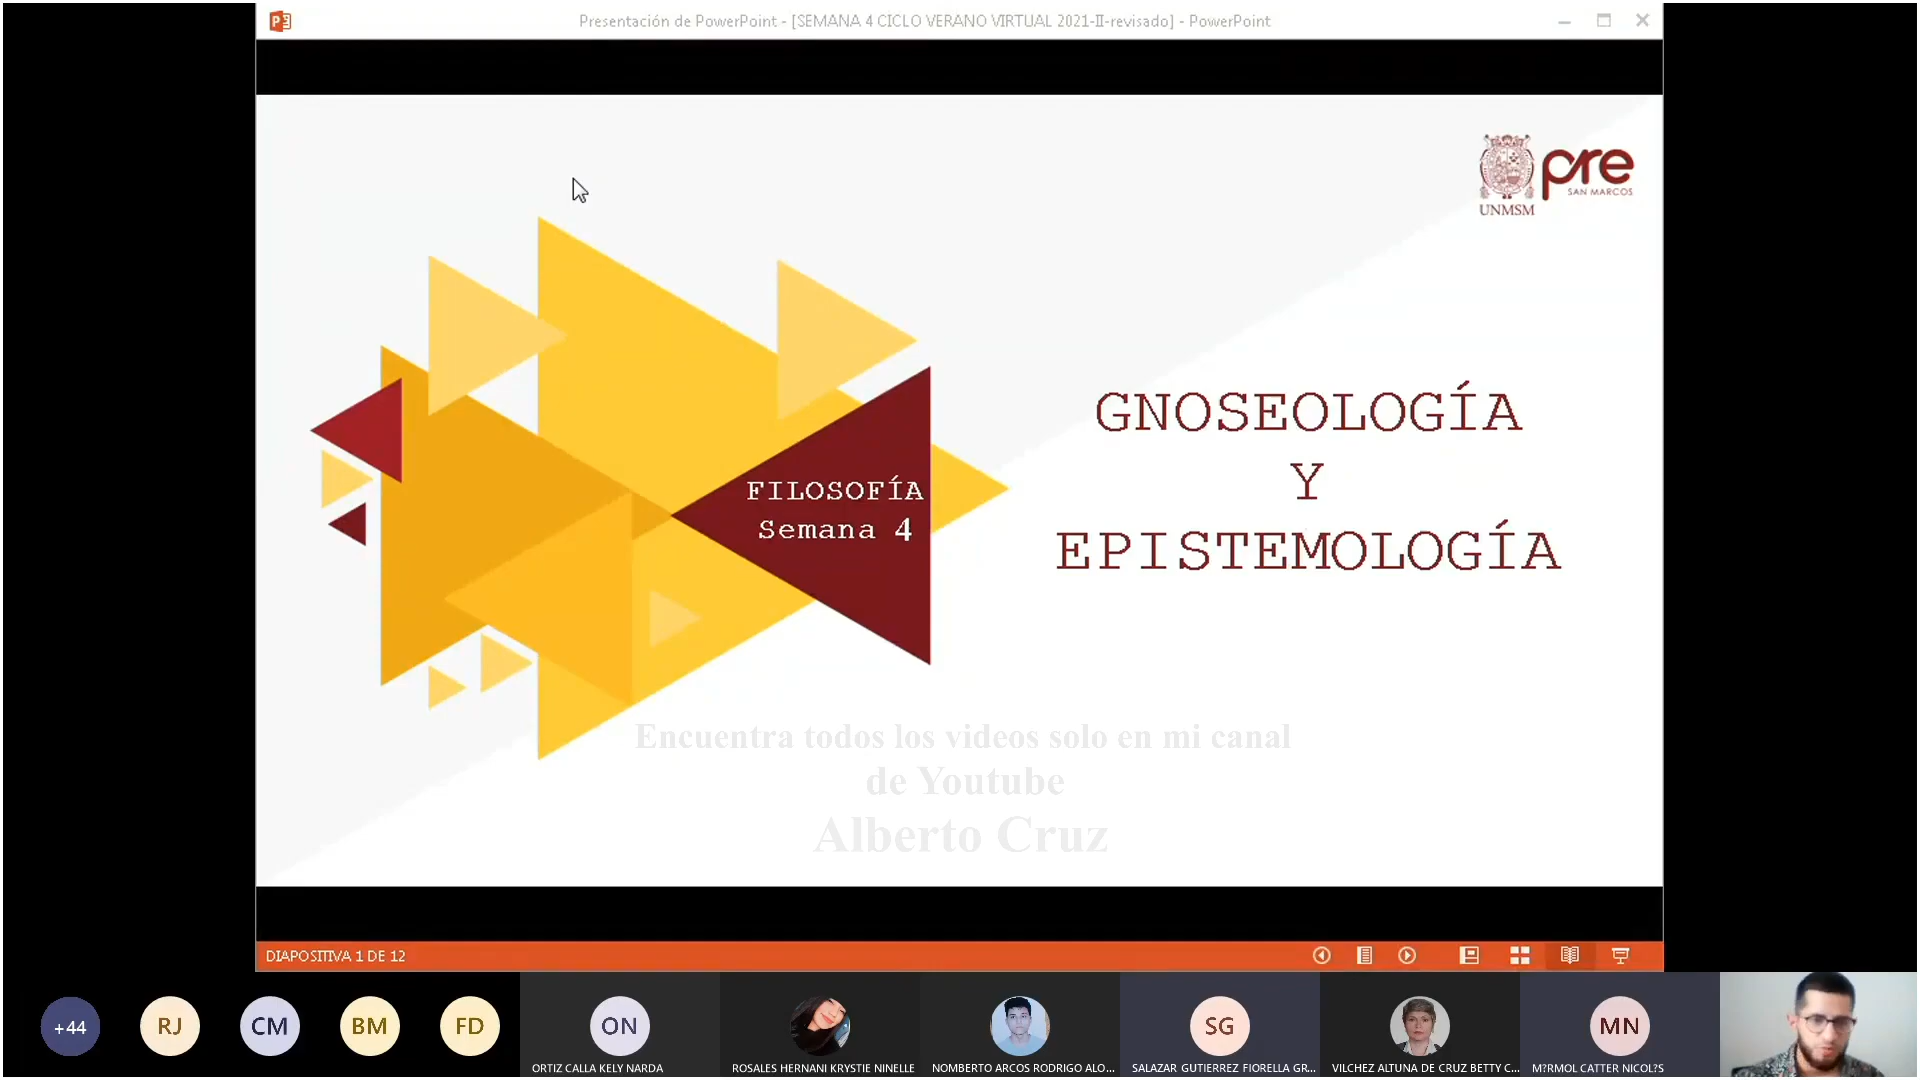 Presentación de PowerPoint - [SEMANA 4 CICLO VERANO VIRTUAL 2021-II-revisado] - PowerPoint
pre
SAN MARCOS
UNMSM
GNOSEOLOGÍA
Y
EPISTEMOLOGÍA
FILOSOFÍA
Semana 4
Encuentra todos los videos solo en mi canal
de Youtube
Alberto Cruz
DIAPOSITIVA 1 DE 12
+44
RJ
CM
BM
FD
ON
SG
MN
ORTIZ CALLA KELY NARDA
ROSALES HERNANI KRYSTIE NINELLE
NOMBERTO ARCOS RODRIGO ALO...
SALAZAR GUTIERREZ FIORELLA GR...
VILCHEZ ALTUNA DE CRUZ BETTY C...
M?RMOL CATTER NICOL?S